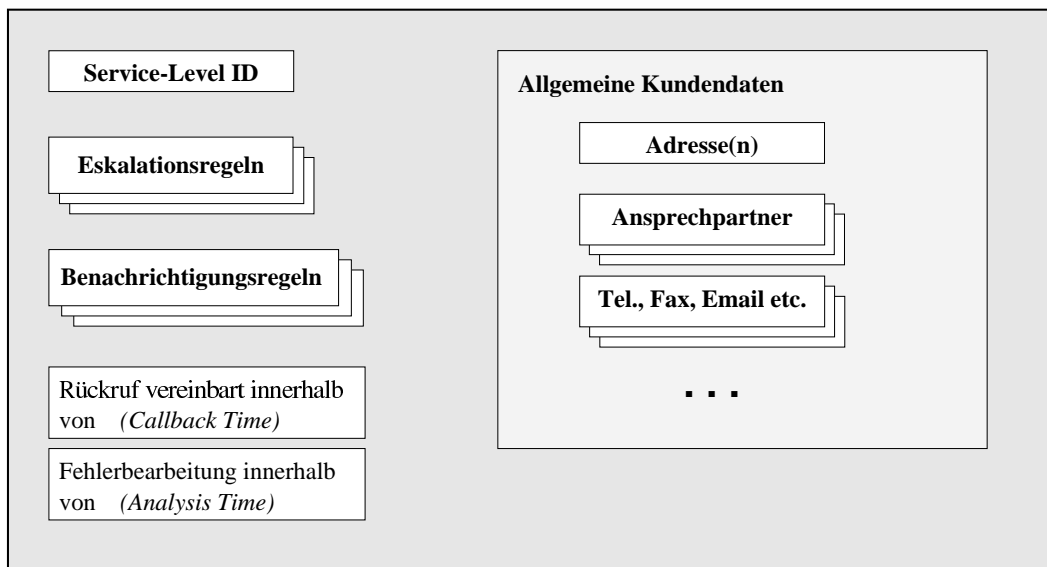 Service-Level ID
Eskalationsregeln
Benachrichtigungsregeln
Rückruf vereinbart innerhalb
von (Callback Time)
Fehlerbearbeitung innerhalb
von (Analysis Time)
Allgemeine Kundendaten
Adresse(n)
Ansprechpartner
Tel., Fax, Email etc.
. . .